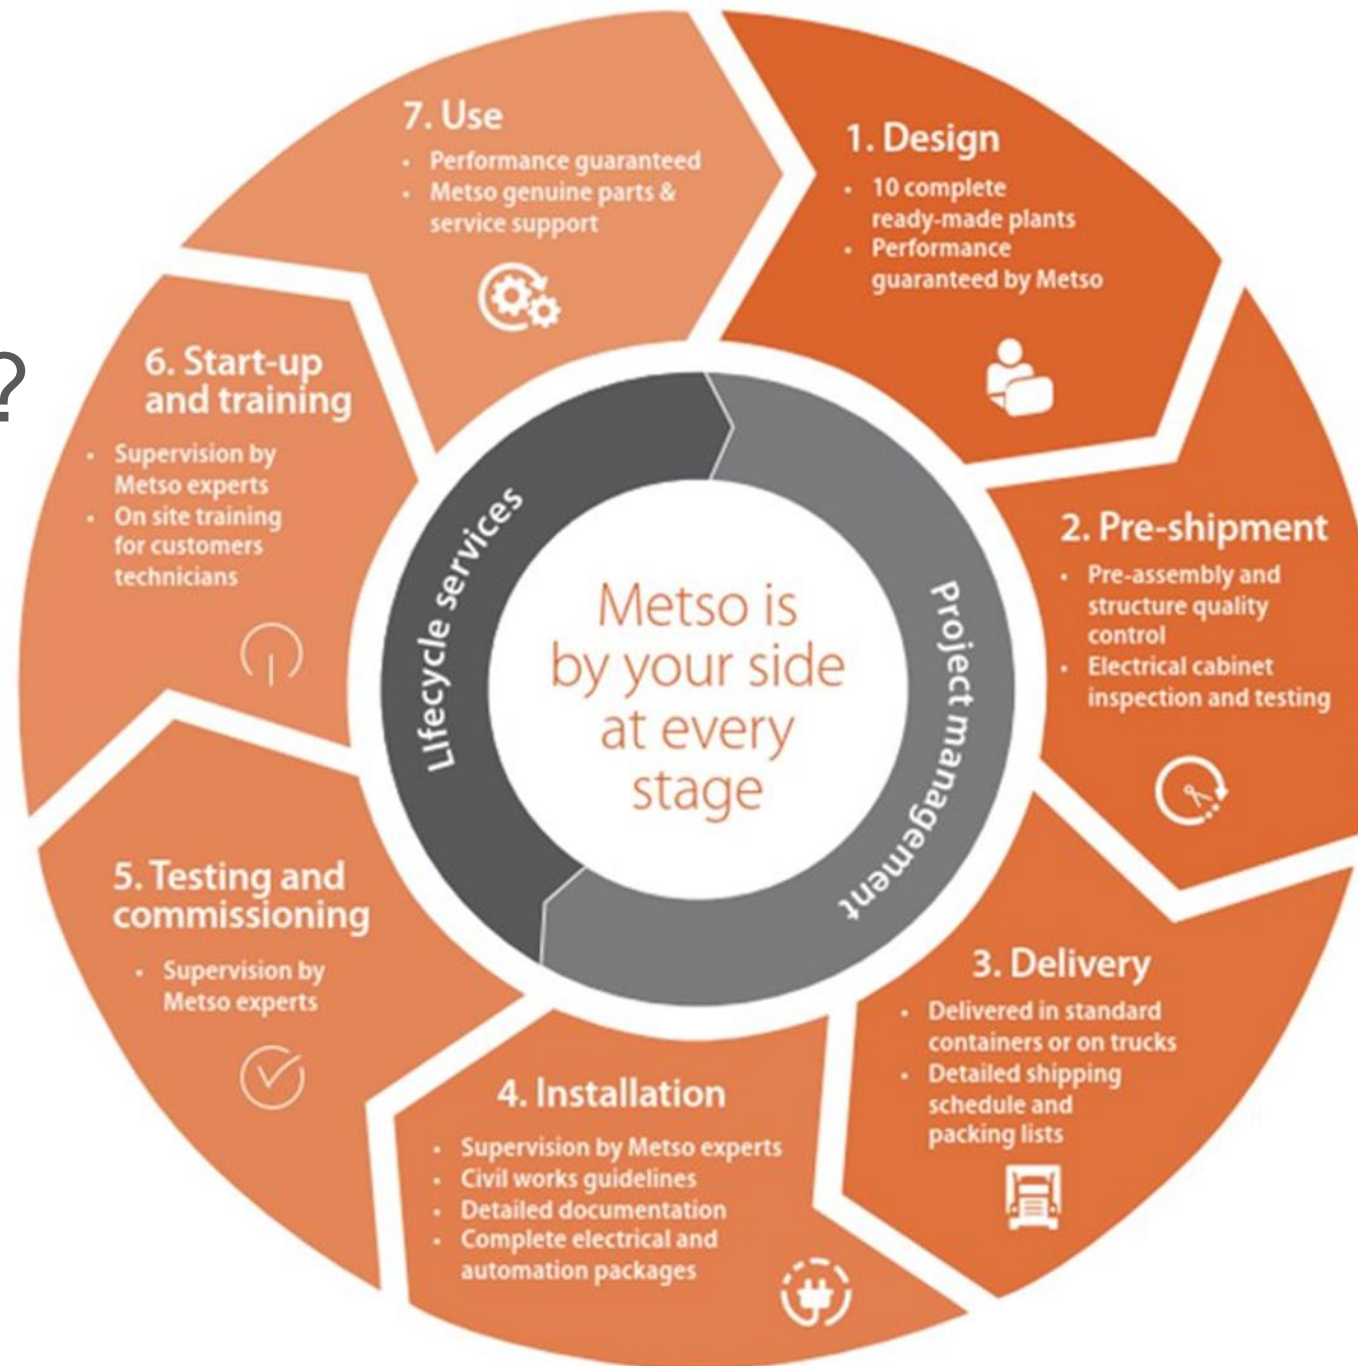 ?
1. Design
• 10 complete
ready-made plants
• Performance
guaranteed by Metso
2. Pre-shipment
• Pre-assembly and
structure quality
control
• Electrical cabinet
inspection and testing
3. Delivery
• Delivered in standard
containers or on trucks
• Detailed shipping
schedule and
packing lists
4. Installation
• Supervision by Metso experts
• Civil works guidelines
• Detailed documentation
• Complete electrical and
automation packages
5. Testing and
commissioning
• Supervision by
Metso experts
6. Start-up
and training
• Supervision by
Metso experts
• On site training
for customers
technicians
7. Use
• Performance guaranteed
• Metso genuine parts &
service support
LIfecycle services
Project management
Metso is
by your side
at every
stage